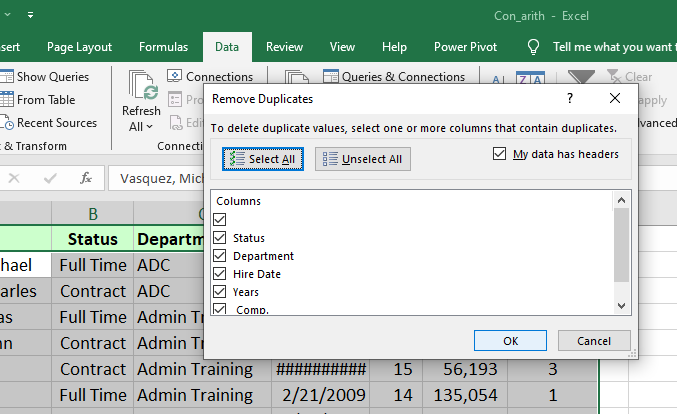 Con_arith - Excel
nsert Page Layout Formulas Data Review View Help Power Pivot Tell me what you want t
Show Queries
From Table
Recent Sources
t & Transform
Refresh
All
Connections
Edi
Connecti
Queries & Connections
Clear
apply
dvanced
Remove Duplicates ?
To delete duplicate values, select one or more columns that contain duplicates.
Select All Unselect All My data has headers
Columns
Status
Department
Hire Date
Years
Comp.
OK Cancel
fx Vasquez, Mich
B C
Status Departm
hael Full Time ADC
arles Contract ADC
as Full Time Admin Tr
nn Contract Admin Tr
Contract Admin Training ########## 15 56,193 3
Full Time Admin Training 2/21/2009 14 135,054 1